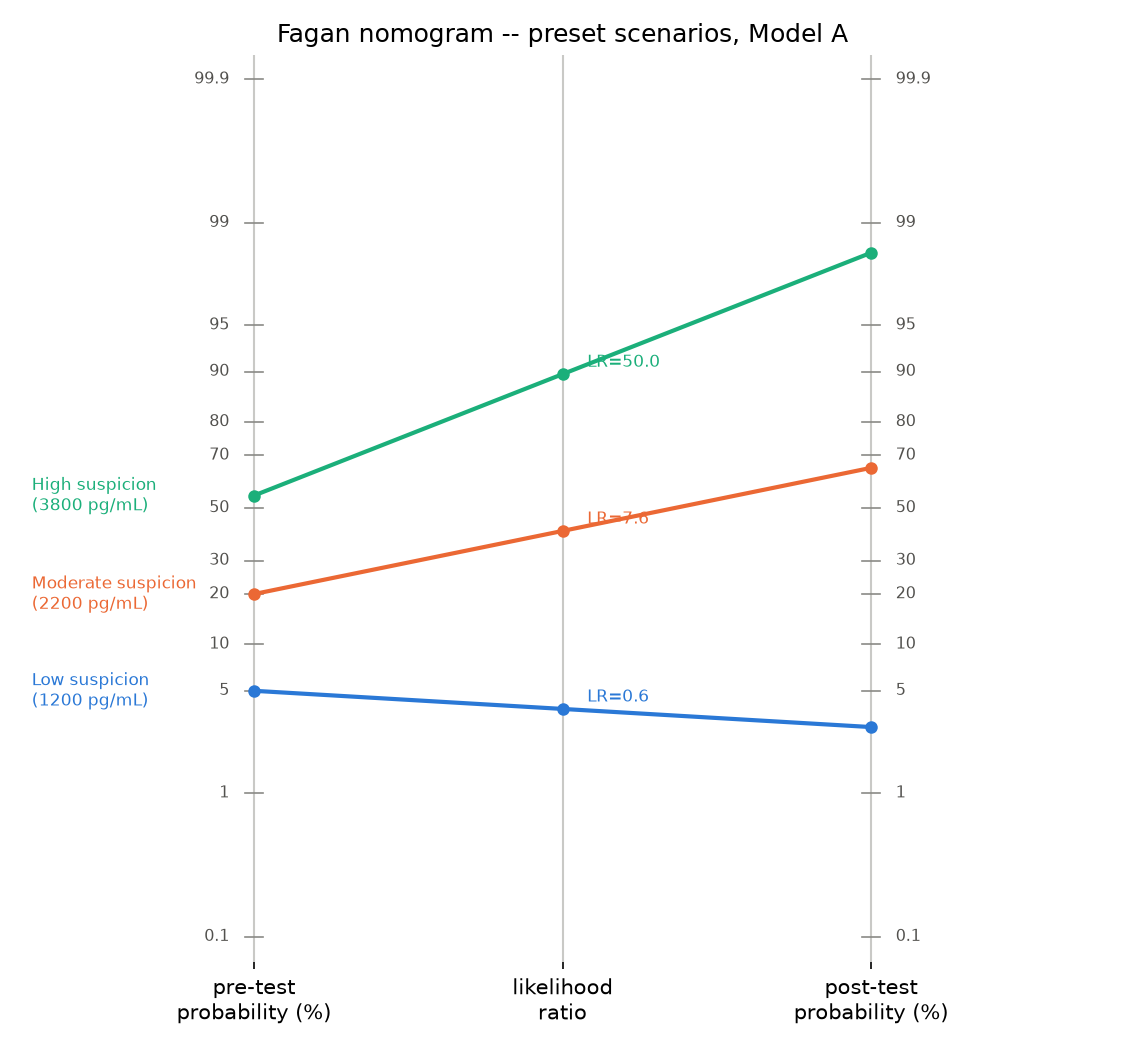 Fagan nomogram -- preset scenarios, Model A
99.9
99
95
90
80
70
50
30
20
10
5
1
0.1
High suspicion
(3800 pg/mL)
Moderate suspicion
(2200 pg/mL)
Low suspicion
(1200 pg/mL)
LR=50.0
LR=7.6
LR=0.6
99.9
99
95
90
80
70
50
30
20
10
5
1
0.1
pre-test
probability (%)
likelihood
ratio
post-test
probability (%)